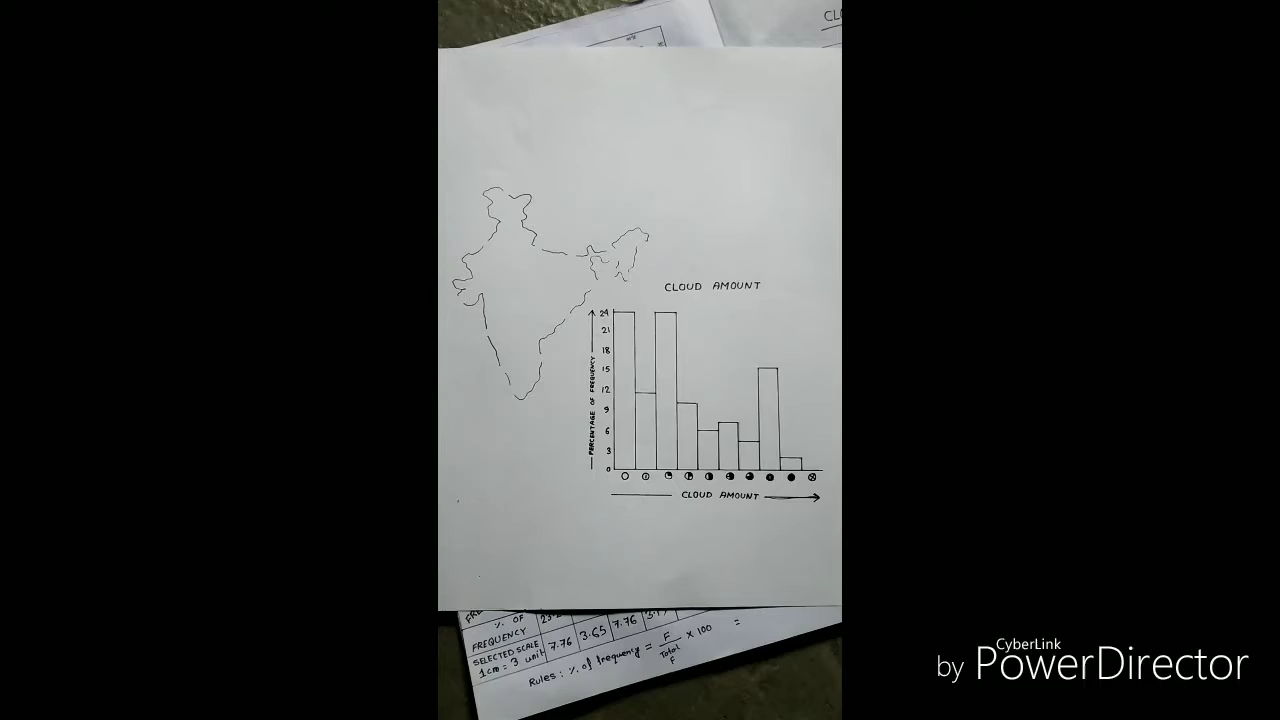 CLO
CLOUD AMOUNT
24
21
18
15
12
9
6
3
0
PERCENTAGE OF FREQUENCY
CLOUD AMOUNT
% OF
FREQUENCY
SELECTED SCALE
1cm = 3 unit
7.76 3.65 7.76
Rules : % of frequency = F / Total F × 100 =
CyberLink
by PowerDirector